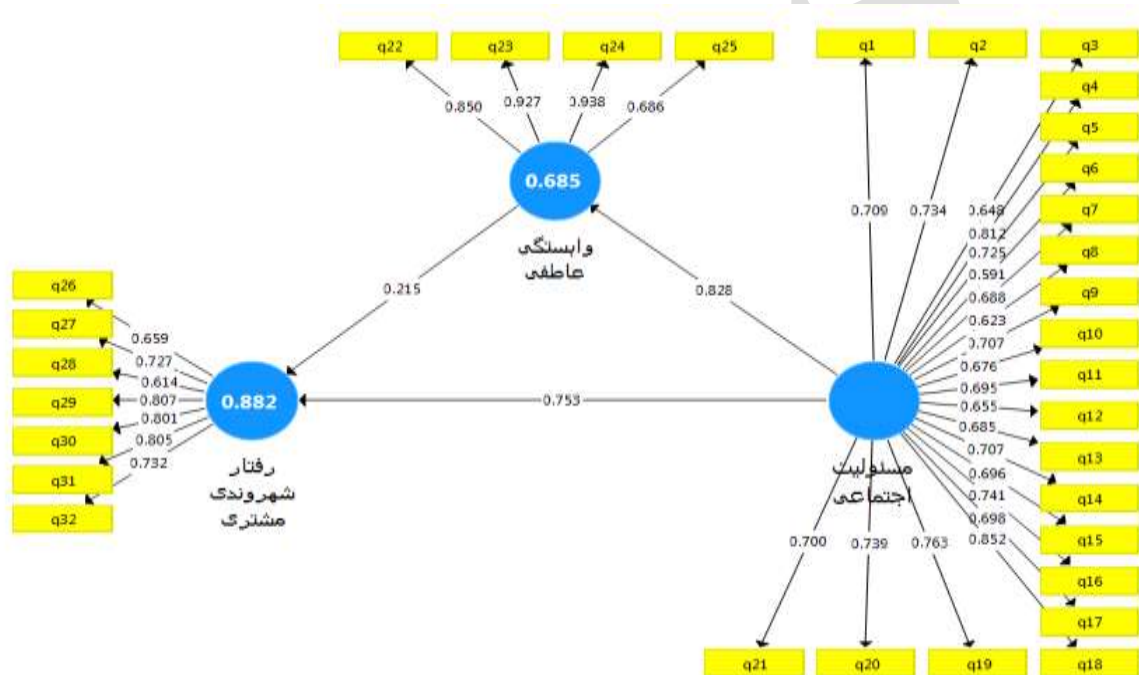 q22
q23
q24
q25
q1
q2
q3
q4
q5
q6
q7
q8
q9
q10
q11
q12
q13
q14
q15
q16
q17
q18
q19
q20
q21
0.850
0.927
0.938
0.686
0.685
وابستگی
عاطفی
0.709
0.734
0.648
0.812
0.725
0.591
0.688
0.623
0.707
0.676
0.695
0.655
0.685
0.707
0.696
0.741
0.698
0.852
0.763
0.739
0.700
0.215
0.828
0.753
مسئولیت
اجتماعی
q26
q27
q28
q29
q30
q31
q32
0.659
0.727
0.614
0.807
0.801
0.805
0.732
0.882
رفتار
شهروندی
مشتری